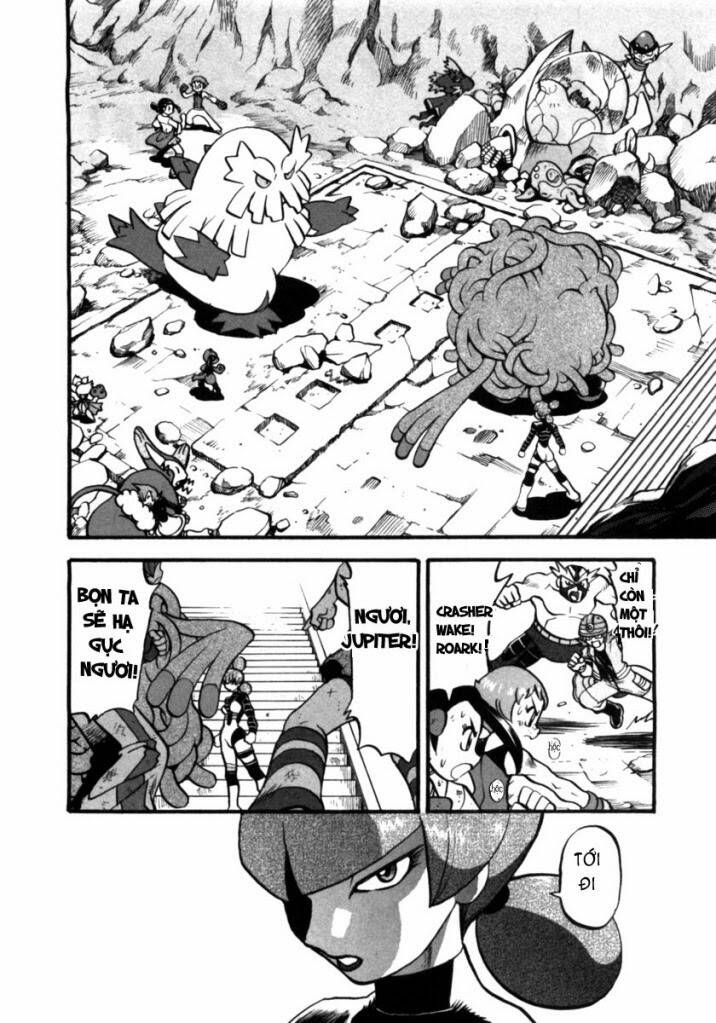 CHỈ
CÒN
MỘT
THÔI!
CRASHER
WAKE!
ROARK!
hộc
hộc
NGƯƠI,
JUPITER!
BỌN TA
SẼ HẠ
GỤC
NGƯƠI!
TỚI
ĐI